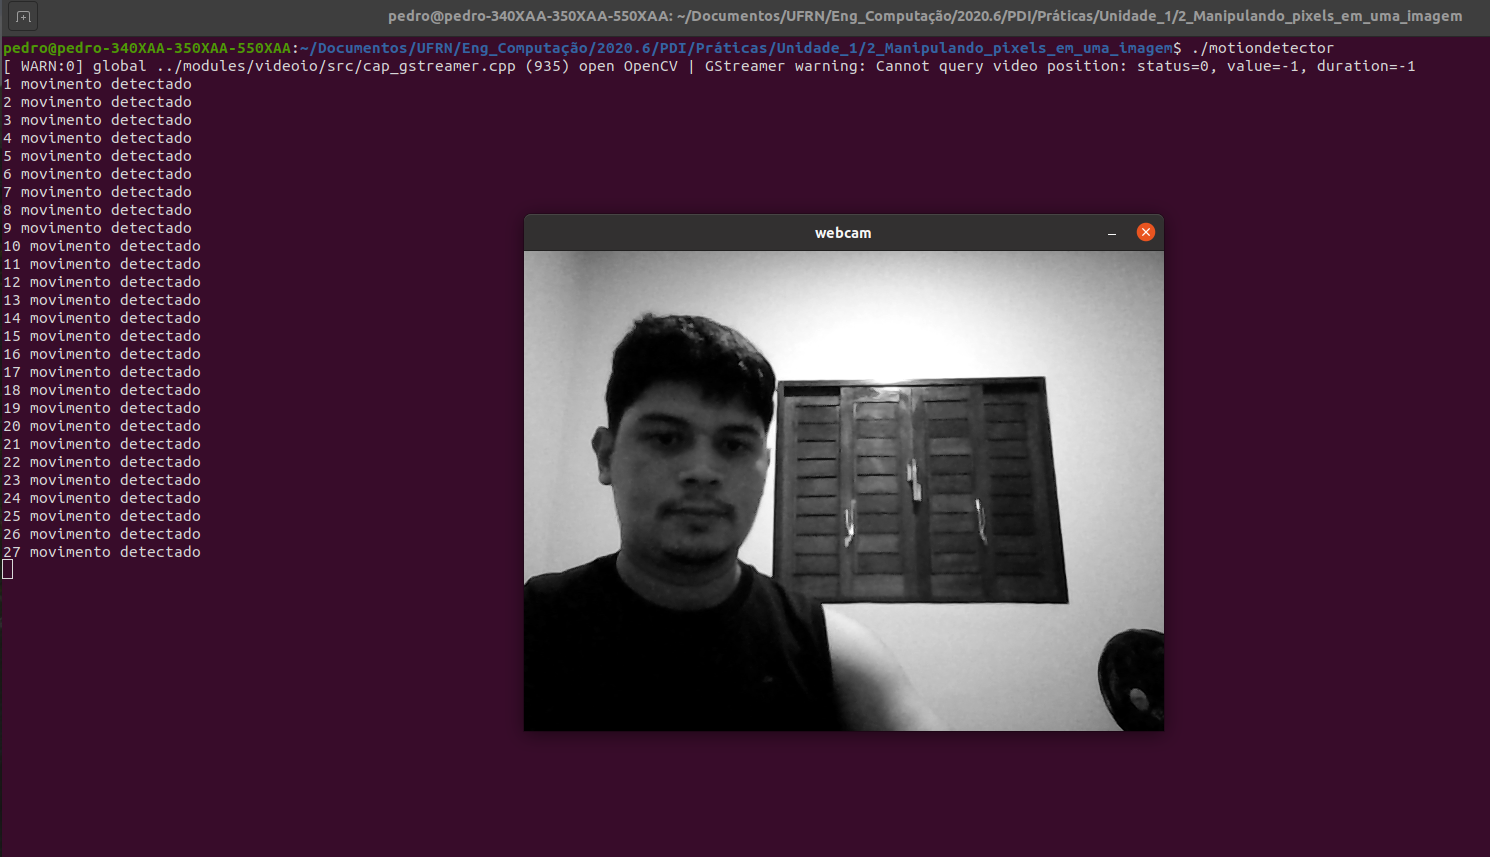 pedro@pedro-340XAA-350XAA-550XAA: ~/Documentos/UFRN/Eng_Computação/2020.6/PDI/Práticas/Unidade_1/2_Manipulando_pixels_em_uma_imagem
pedro@pedro-340XAA-350XAA-550XAA:~/Documentos/UFRN/Eng_Computação/2020.6/PDI/Práticas/Unidade_1/2_Manipulando_pixels_em_uma_imagem$ ./motiondetector
[ WARN:0] global ../modules/videoio/src/cap_gstreamer.cpp (935) open OpenCV | GStreamer warning: Cannot query video position: status=0, value=-1, duration=-1
1 movimento detectado
2 movimento detectado
3 movimento detectado
4 movimento detectado
5 movimento detectado
6 movimento detectado
7 movimento detectado
8 movimento detectado
9 movimento detectado
10 movimento detectado
11 movimento detectado
12 movimento detectado
13 movimento detectado
14 movimento detectado
15 movimento detectado
16 movimento detectado
17 movimento detectado
18 movimento detectado
19 movimento detectado
20 movimento detectado
21 movimento detectado
22 movimento detectado
23 movimento detectado
24 movimento detectado
25 movimento detectado
26 movimento detectado
27 movimento detectado
webcam